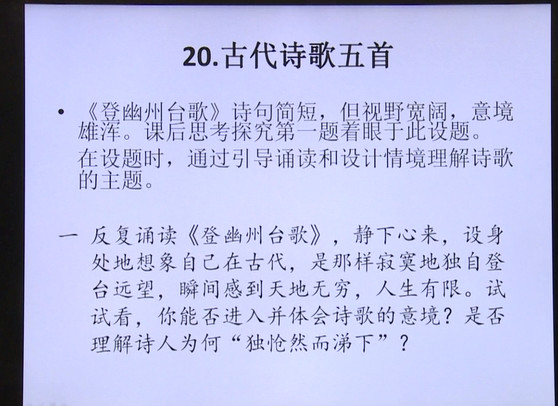 20.古代诗歌五首
• 《登幽州台歌》诗句简短，但视野宽阔，意境
雄浑。课后思考探究第一题着眼于此设题。
在设题时，通过引导诵读和设计情境理解诗歌
的主题。
一 反复诵读《登幽州台歌》，静下心来，设身
处地想象自己在古代，是那样寂寞地独自登
台远望，瞬间感到天地无穷，人生有限。试
试看，你能否进入并体会诗歌的意境？是否
理解诗人为何“独怆然而涕下”？